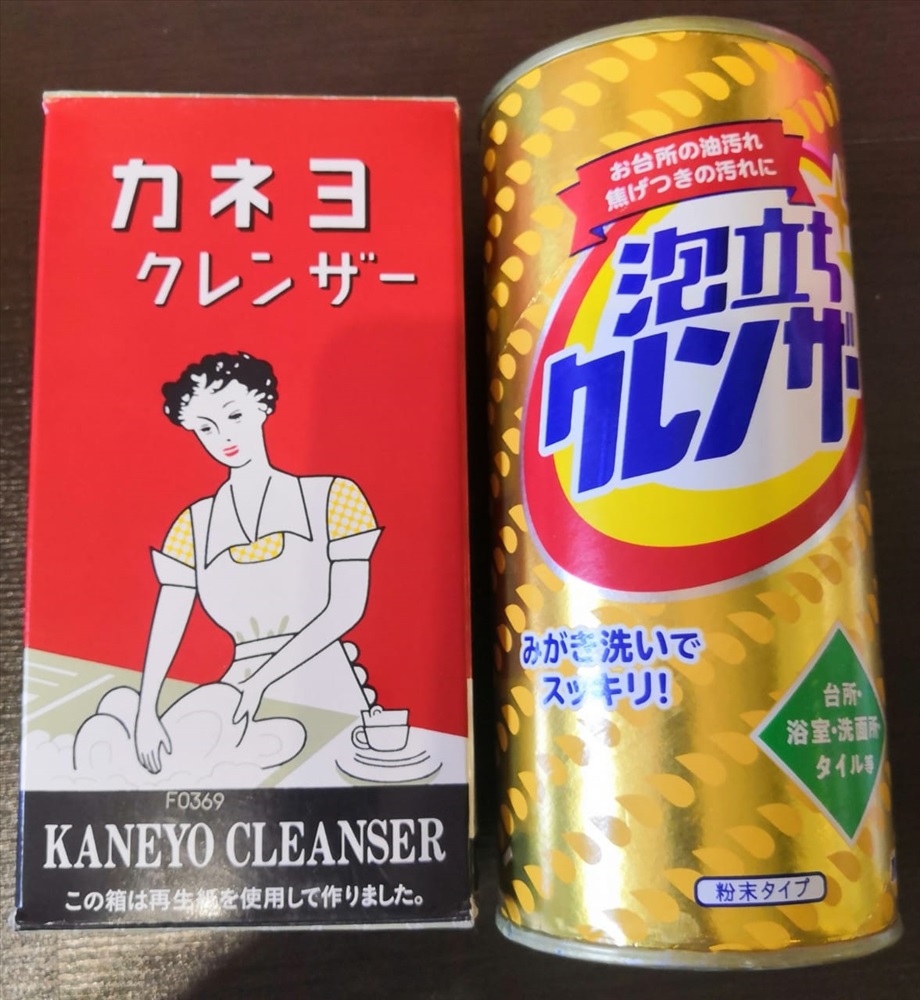 カネヨ
クレンザー
F0369
KANEYO CLEANSER
この箱は再生紙を使用して作りました。
お台所の油汚れ
焦げつきの汚れに
泡立ち
クレンザー
みがき洗いで
スッキリ!
台所・
浴室・洗面所・
タイル等
粉末タイプ